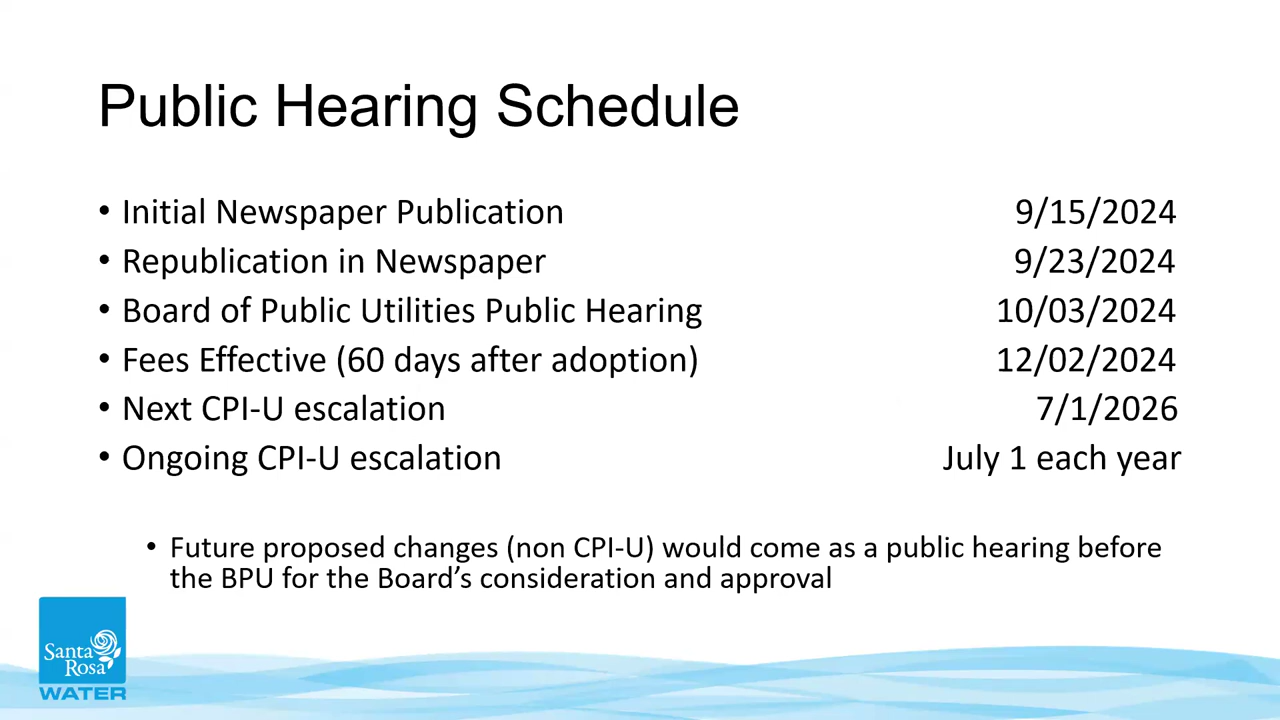 Public Hearing Schedule
• Initial Newspaper Publication 9/15/2024
• Republication in Newspaper 9/23/2024
• Board of Public Utilities Public Hearing 10/03/2024
• Fees Effective (60 days after adoption) 12/02/2024
• Next CPI-U escalation 7/1/2026
• Ongoing CPI-U escalation July 1 each year
• Future proposed changes (non CPI-U) would come as a public hearing before
the BPU for the Board’s consideration and approval
Santa
Rosa
WATER